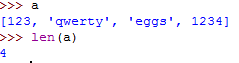 >>> a
[123, 'qwerty', 'eggs', 1234]
>>> len(a)
4